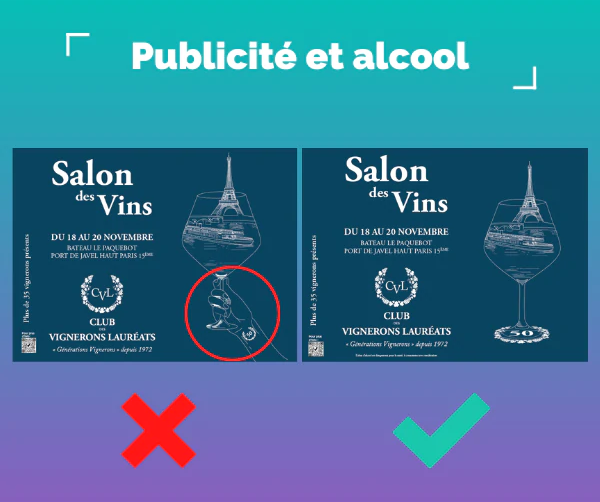 Publicité et alcool
Salon
des
Vins
DU 18 AU 20 NOVEMBRE
BATEAU LE PAQUEBOT
PORT DE JAVEL HAUT PARIS 15ÈME
Plus de 35 vignerons présents
CVL
CLUB
DES
VIGNERONS LAURÉATS
« Générations Vignerons » depuis 1972
50
Salon
des
Vins
DU 18 AU 20 NOVEMBRE
BATEAU LE PAQUEBOT
PORT DE JAVEL HAUT PARIS 15ÈME
Plus de 35 vignerons présents
CVL
CLUB
DES
VIGNERONS LAURÉATS
« Générations Vignerons » depuis 1972
50